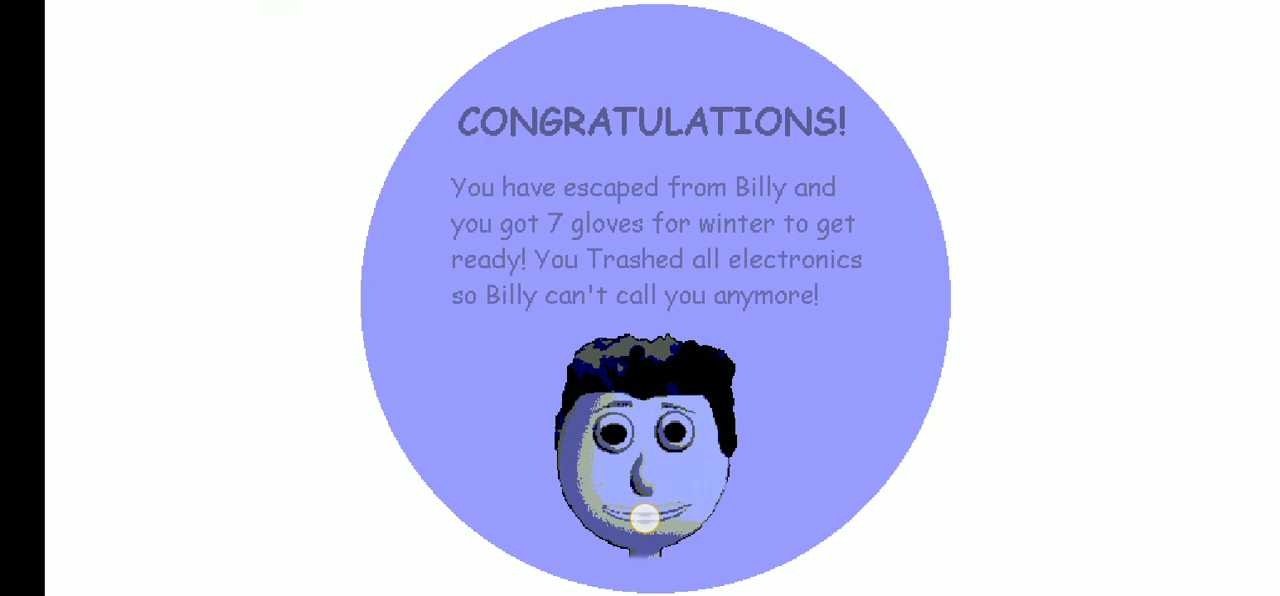 CONGRATULATIONS!
You have escaped from Billy and
you got 7 gloves for winter to get
ready! You Trashed all electronics
so Billy can't call you anymore!